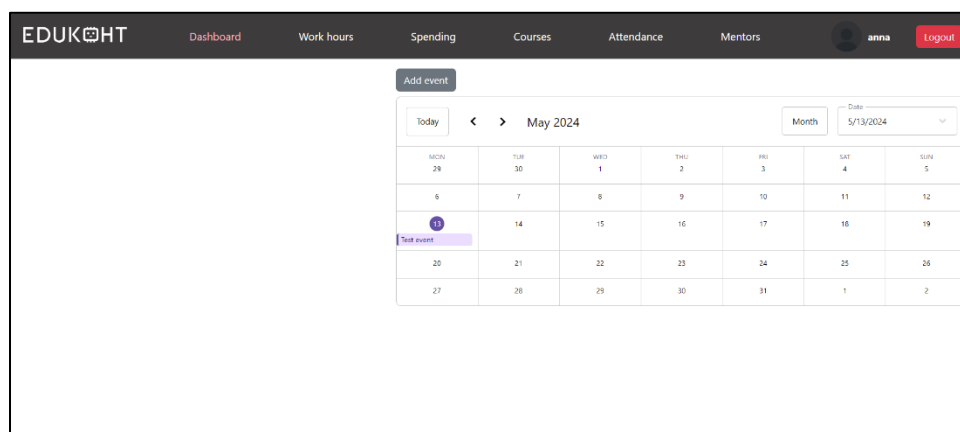 EDUKOHT Dashboard Work hours Spending Courses Attendance Mentors anna Logout
Add event
Today May 2024 Month Date 5/13/2024
MON TUE WED THU FRI SAT SUN
29 30 1 2 3 4 5
6 7 8 9 10 11 12
13 14 15 16 17 18 19
Test event
20 21 22 23 24 25 26
27 28 29 30 31 1 2